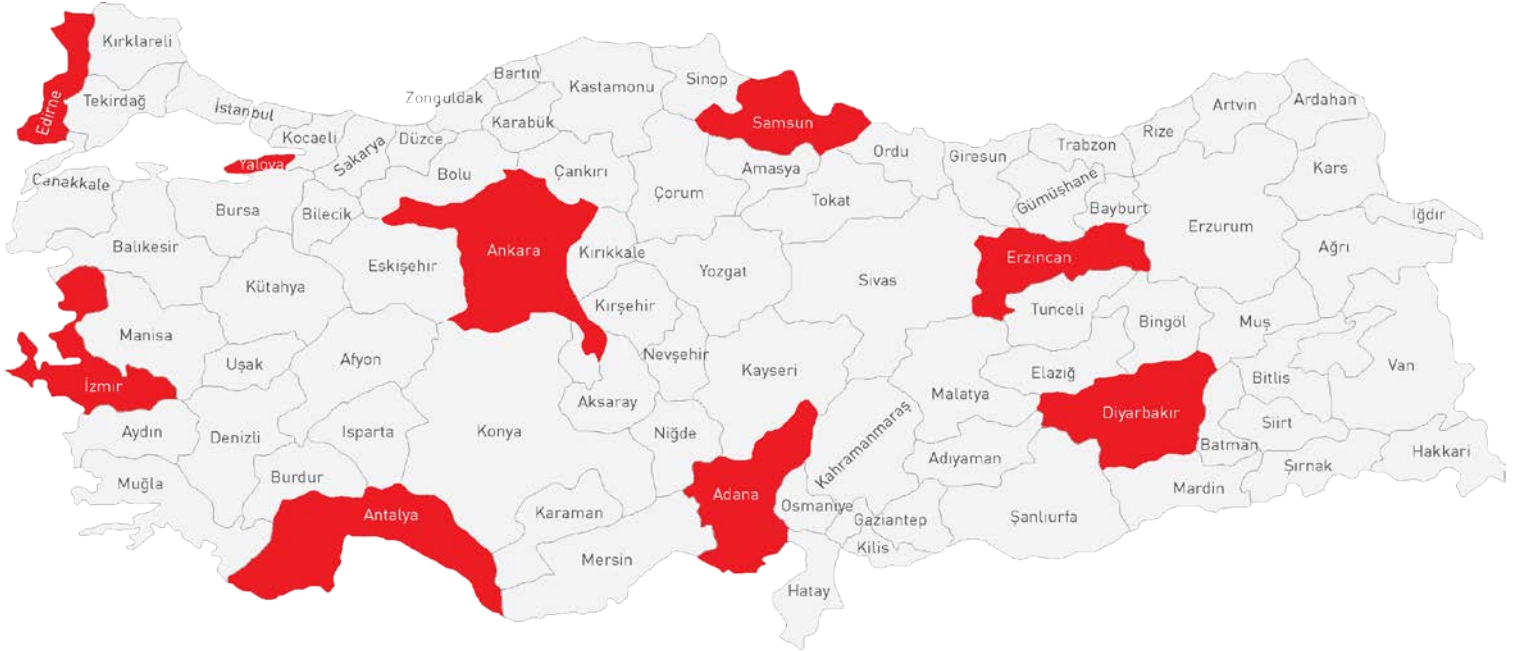 Kırklareli
Edirne
Tekirdağ
İstanbul
Kocaeli
Yalova
Sakarya
Düzce
Zonguldak
Bartın
Karabük
Kastamonu
Sinop
Samsun
Ordu
Giresun
Trabzon
Rize
Artvin
Ardahan
Kars
Çanakkale
Bursa
Bilecik
Bolu
Çankırı
Çorum
Amasya
Tokat
Gümüşhane
Bayburt
Erzurum
Iğdır
Ağrı
Balıkesir
Kütahya
Eskişehir
Ankara
Kırıkkale
Yozgat
Sivas
Erzincan
Tunceli
Bingöl
Muş
Kırşehir
Manisa
Uşak
Afyon
Nevşehir
Kayseri
Malatya
Elazığ
Bitlis
Van
İzmir
Aksaray
Diyarbakır
Siirt
Batman
Aydın
Denizli
Isparta
Konya
Niğde
Kahramanmaraş
Adıyaman
Şırnak
Hakkari
Muğla
Burdur
Antalya
Karaman
Adana
Osmaniye
Gaziantep
Şanlıurfa
Mardin
Mersin
Kilis
Hatay